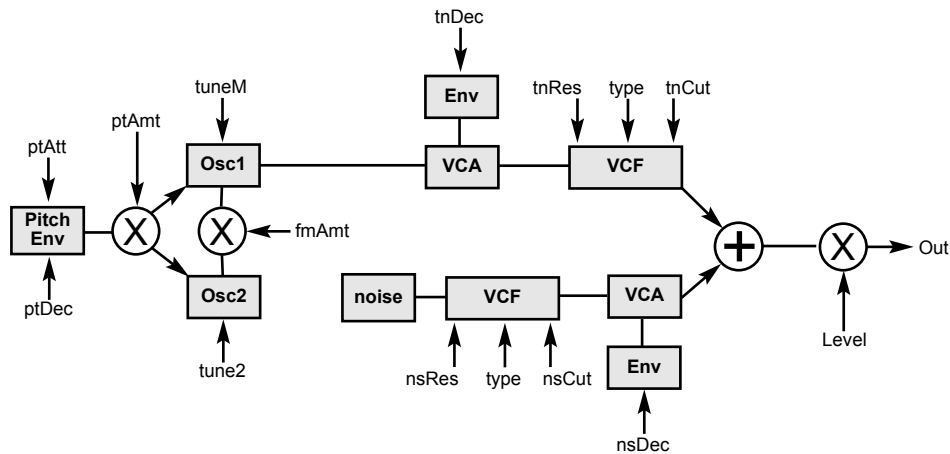 tnDec
tuneM
Env
tnRes
type
tnCut
ptAmt
ptAtt
Osc1
VCA
VCF
Pitch
Env
X
X
fmAmt
+
X
Out
ptDec
Osc2
noise
VCF
VCA
tune2
nsRes
type
nsCut
Env
Level
nsDec